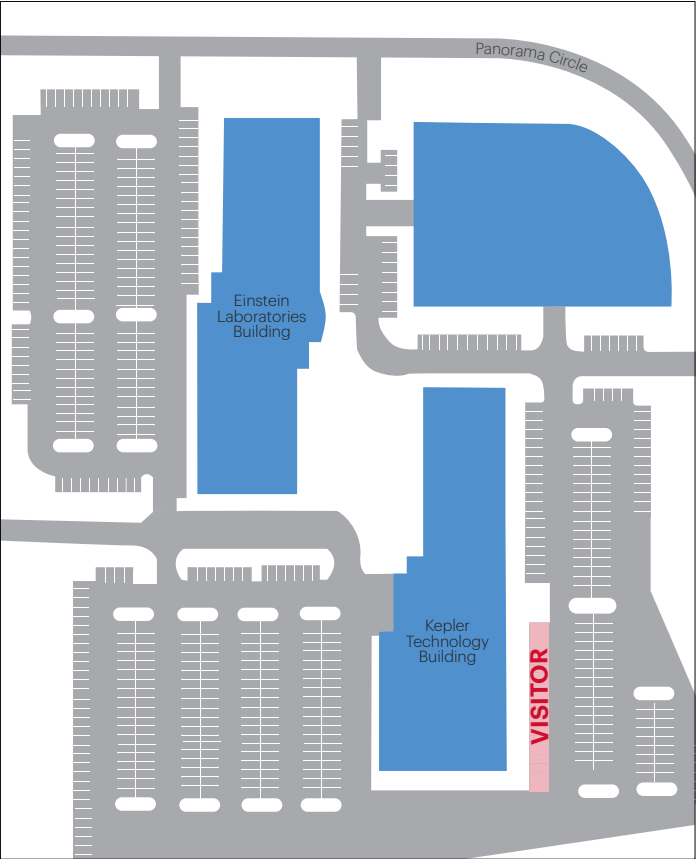 Panorama Circle
Einstein
Laboratories
Building
Kepler
Technology
Building
VISITOR